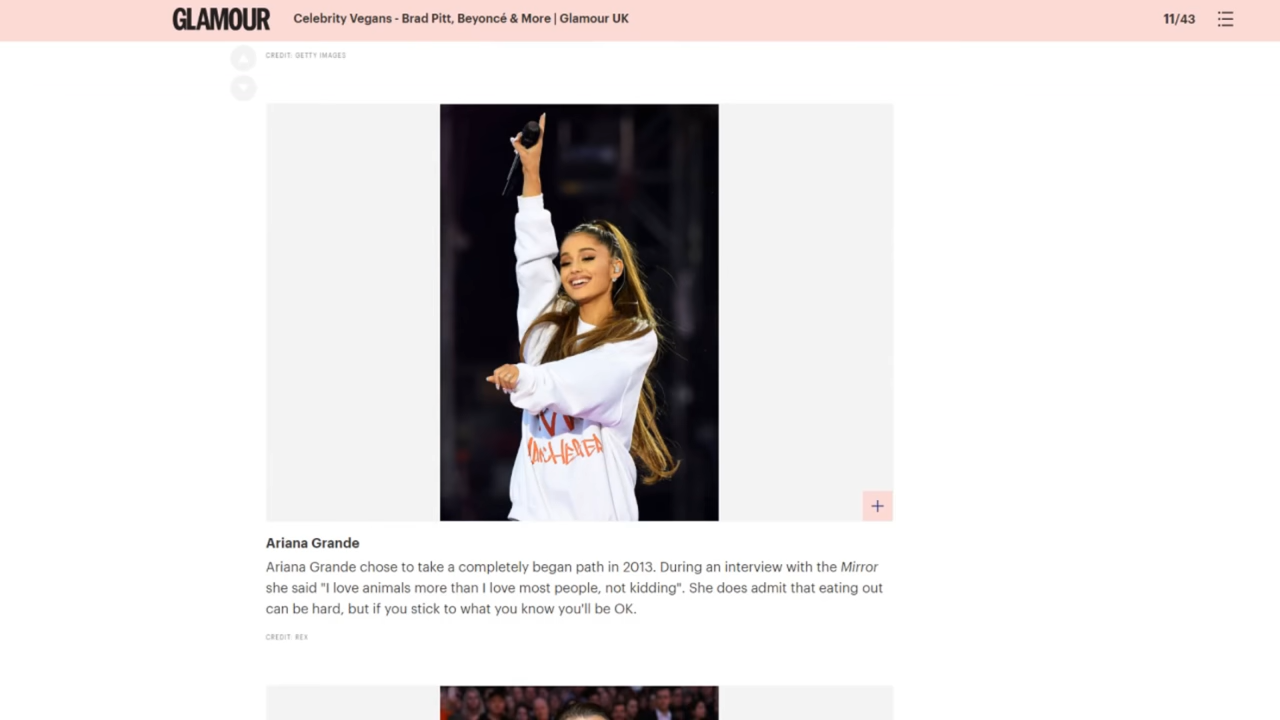 GLAMOUR
Celebrity Vegans - Brad Pitt, Beyoncé & More | Glamour UK
11/43
CREDIT: GETTY IMAGES
Ariana Grande
Ariana Grande chose to take a completely began path in 2013. During an interview with the Mirror
she said "I love animals more than I love most people, not kidding". She does admit that eating out
can be hard, but if you stick to what you know you'll be OK.
CREDIT: REX